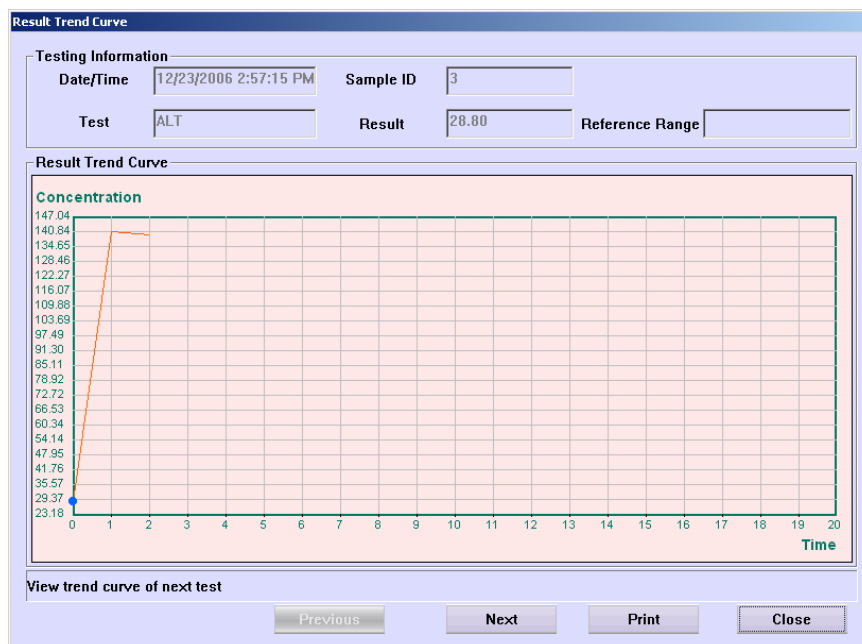 Result Trend Curve
Testing Information
Date/Time 12/23/2006 2:57:15 PM Sample ID 3
Test ALT Result 28.80 Reference Range
Result Trend Curve
Concentration
147.04
140.84
134.65
128.46
122.27
116.07
109.88
103.69
97.49
91.30
85.11
78.92
72.72
66.53
60.34
54.14
47.95
41.76
35.57
29.37
23.18
0 1 2 3 4 5 6 7 8 9 10 11 12 13 14 15 16 17 18 19 20
Time
View trend curve of next test
Previous Next Print Close